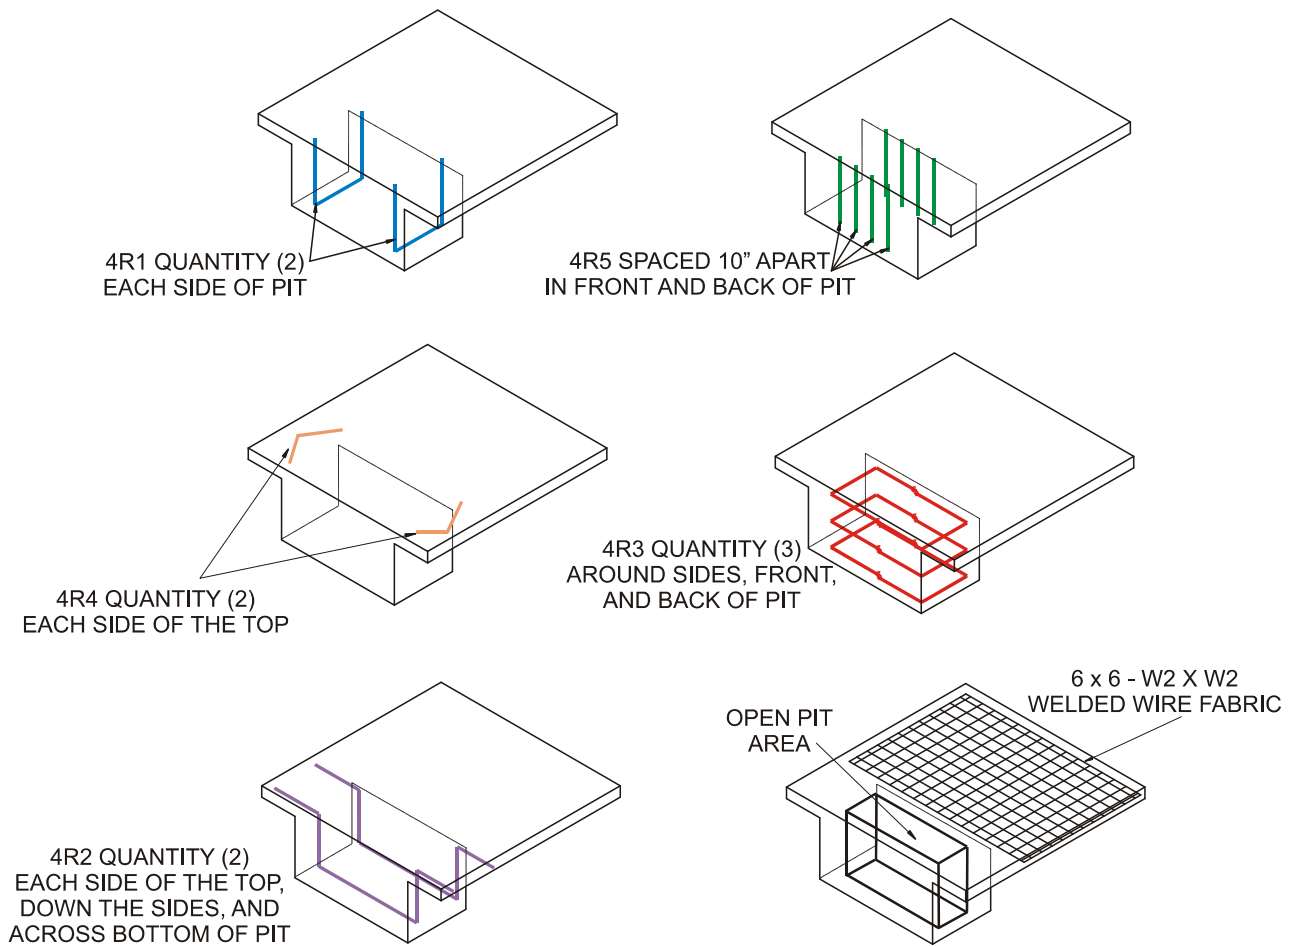 4R1 QUANTITY (2)
EACH SIDE OF PIT
4R5 SPACED 10” APART
IN FRONT AND BACK OF PIT
4R4 QUANTITY (2)
EACH SIDE OF THE TOP
4R3 QUANTITY (3)
AROUND SIDES, FRONT,
AND BACK OF PIT
4R2 QUANTITY (2)
EACH SIDE OF THE TOP,
DOWN THE SIDES, AND
ACROSS BOTTOM OF PIT
OPEN PIT
AREA
6 x 6 - W2 X W2
WELDED WIRE FABRIC